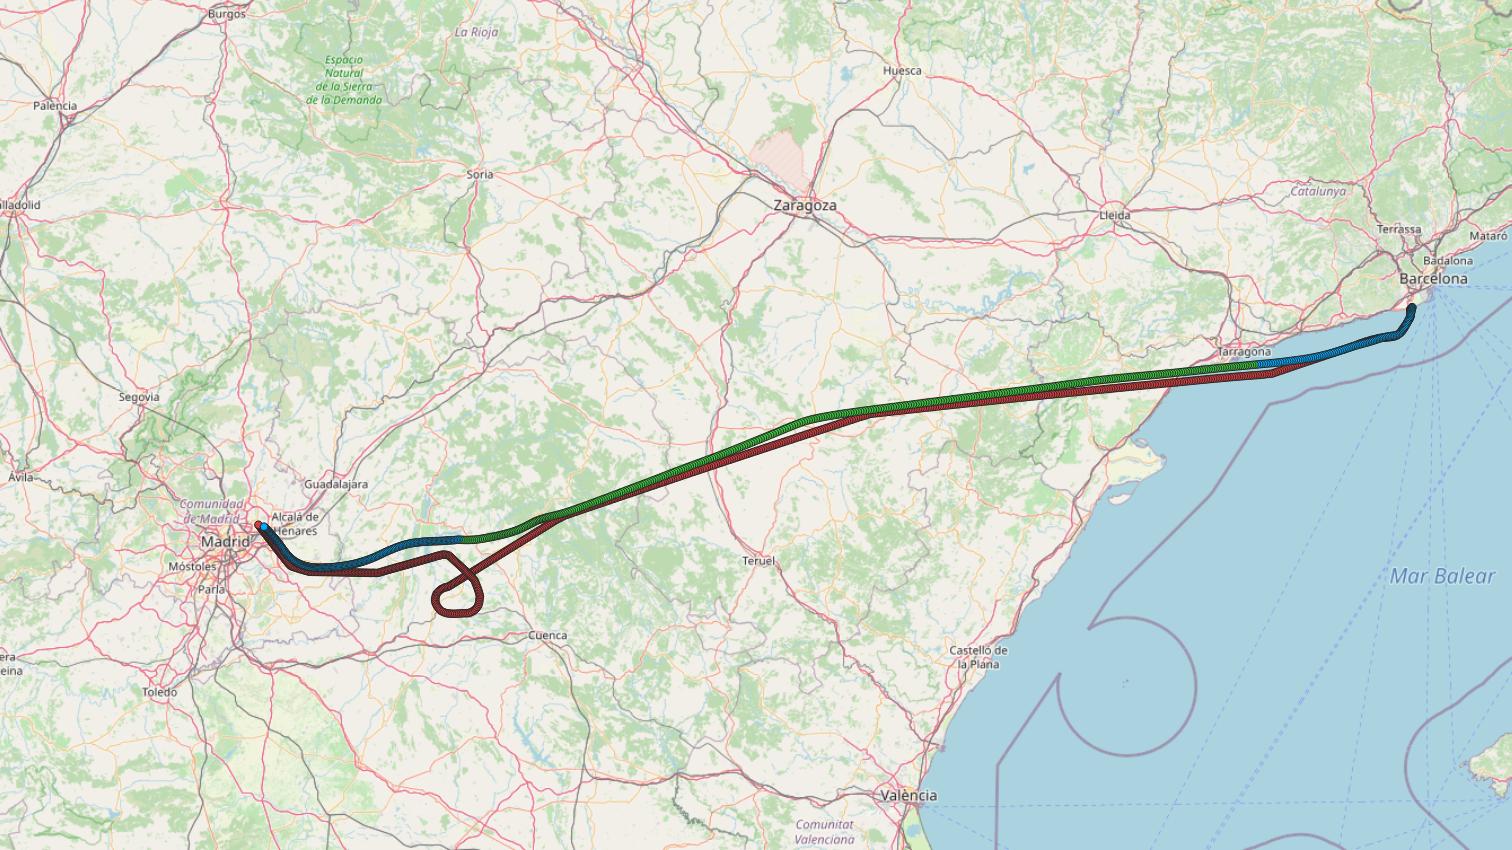 Burgos
La Rioja
Espacio
Natural
de la Sierra
de la Demanda
Huesca
Palencia
Soria
Catalunya
alladolid
Zaragoza
Lleida
Terrassa
Mataró
Badalona
Barcelona
Tarragona
Segovia
Ávila
Guadalajara
Comunidad
de Madrid
Alcalá de
Henares
Madrid
Móstoles
Parla
Teruel
Mar Balear
Cuenca
Castelló de
la Plana
era
eina
Toledo
València
Comunitat
Valenciana